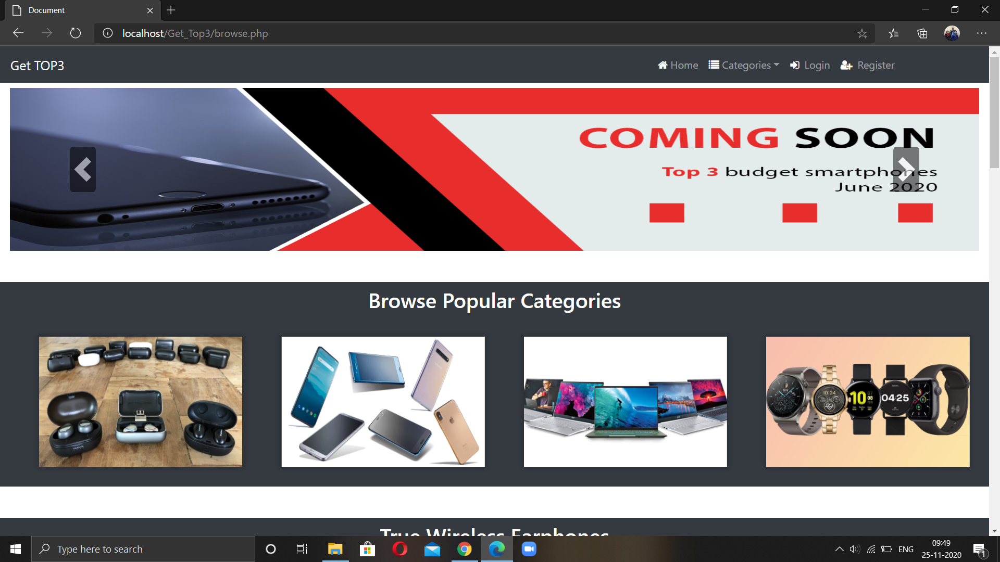 Document
localhost/Get_Top3/browse.php
Get TOP3
Home
Categories
Login
Register
COMING SOON
Top 3 budget smartphones
June 2020
Browse Popular Categories
10:24
10
04:25
True Wireless Earphones
Type here to search
ENG
09:49
25-11-2020
1